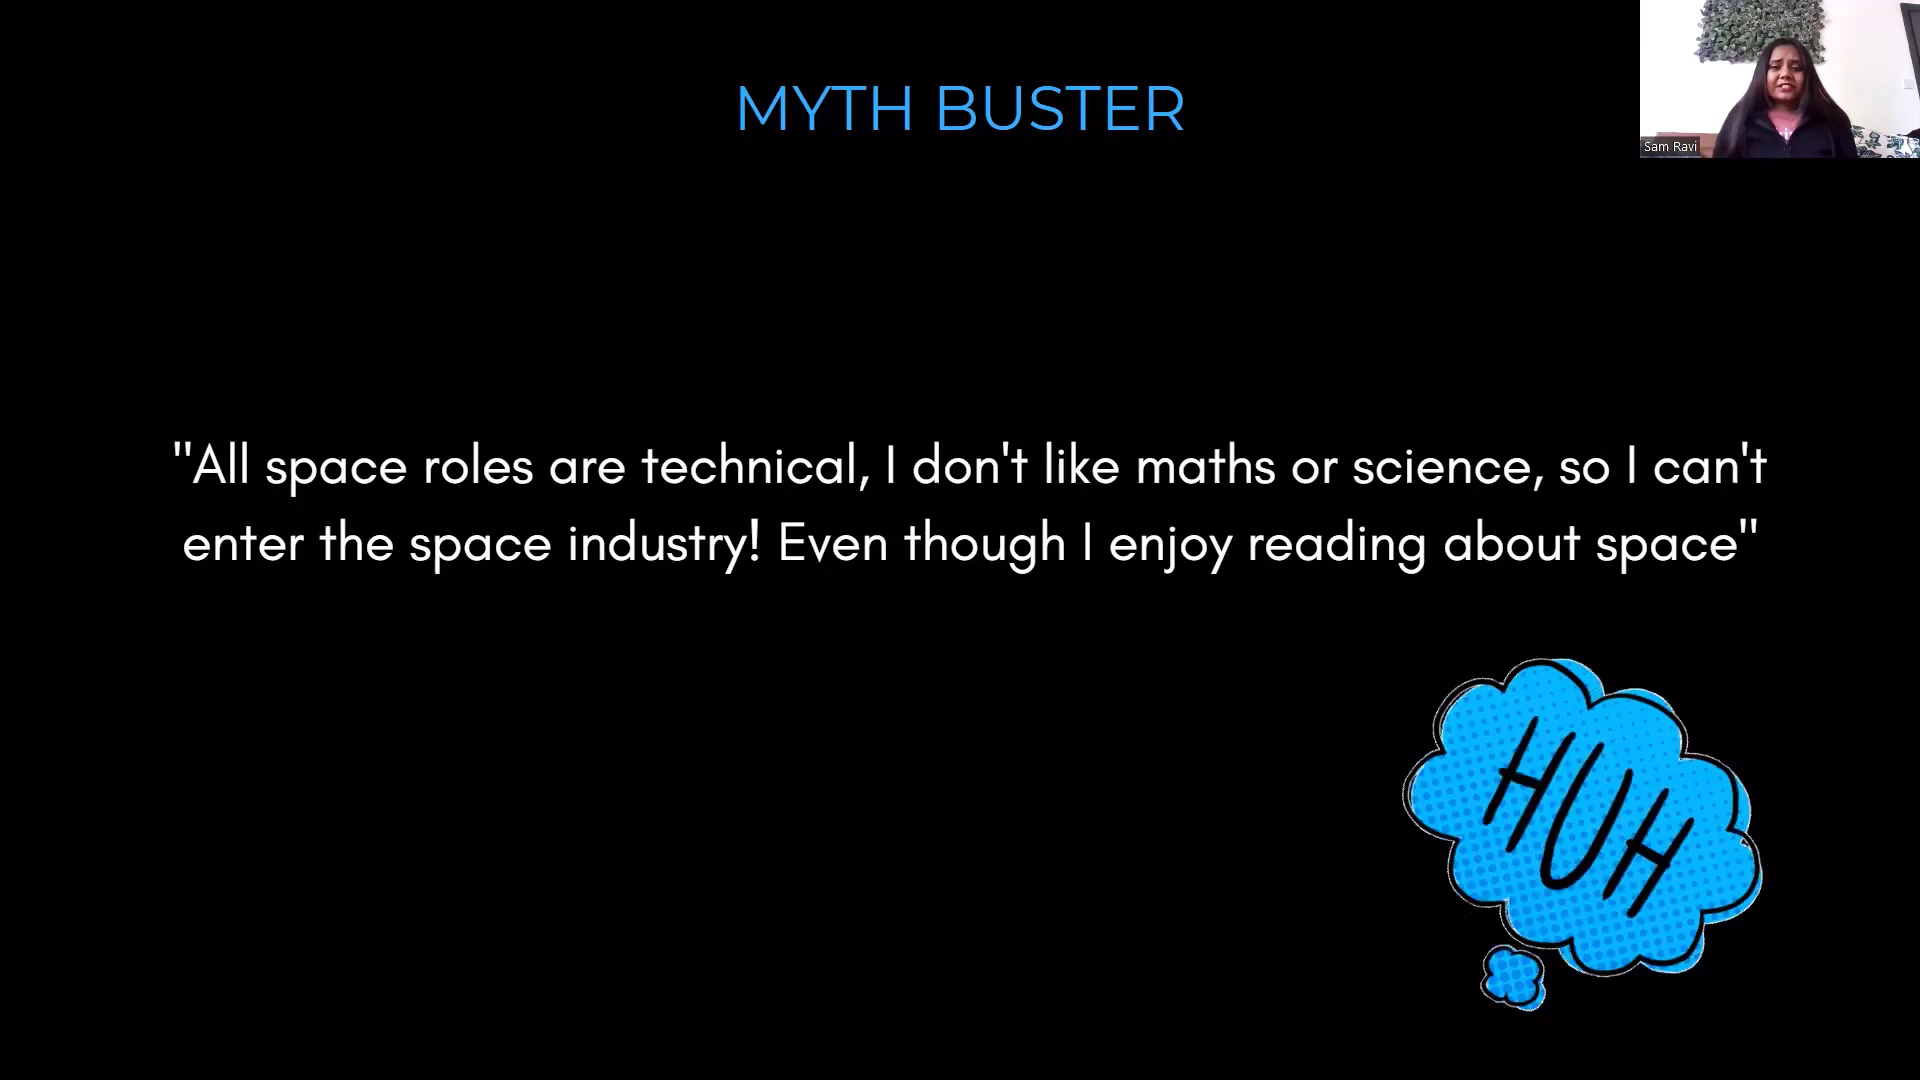 MYTH BUSTER
Sam Ravi
"All space roles are technical, I don't like maths or science, so I can't
enter the space industry! Even though I enjoy reading about space"
HUH